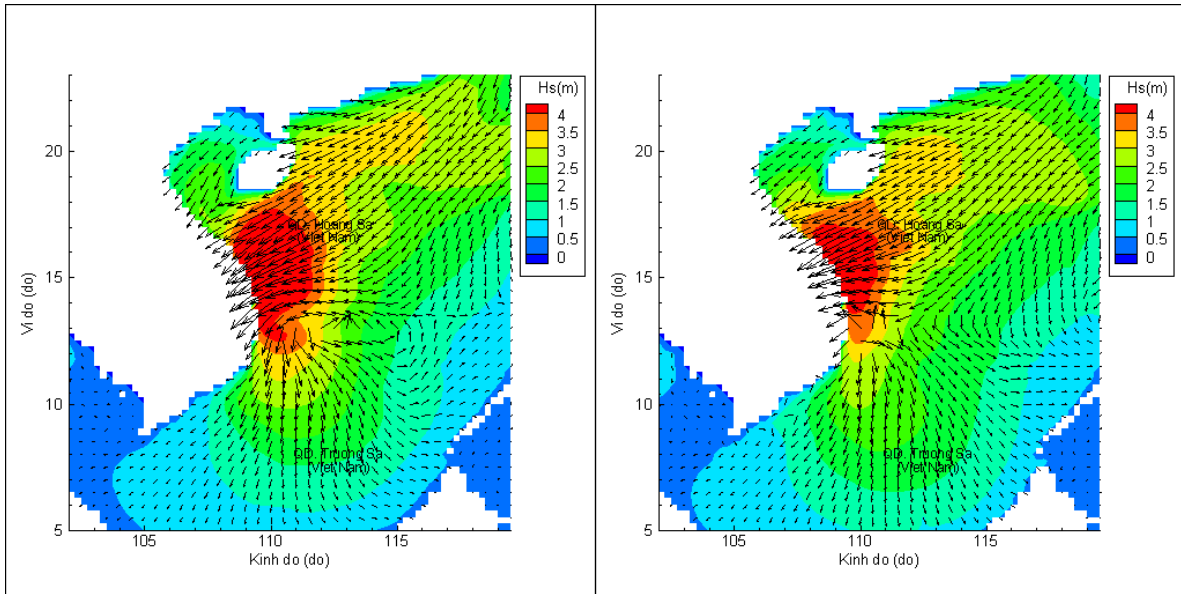 Hs(m)
4
3.5
3
2.5
2
1.5
1
0.5
0
20
15
10
5
Vi do (do)
105
110
115
Kinh do (do)
QD. Hoang Sa
(Viet Nam)
QD. Truong Sa
(Viet Nam)
Hs(m)
4
3.5
3
2.5
2
1.5
1
0.5
0
20
15
10
5
Vi do (do)
105
110
115
Kinh do (do)
QD. Hoang Sa
(Viet Nam)
QD. Truong Sa
(Viet Nam)